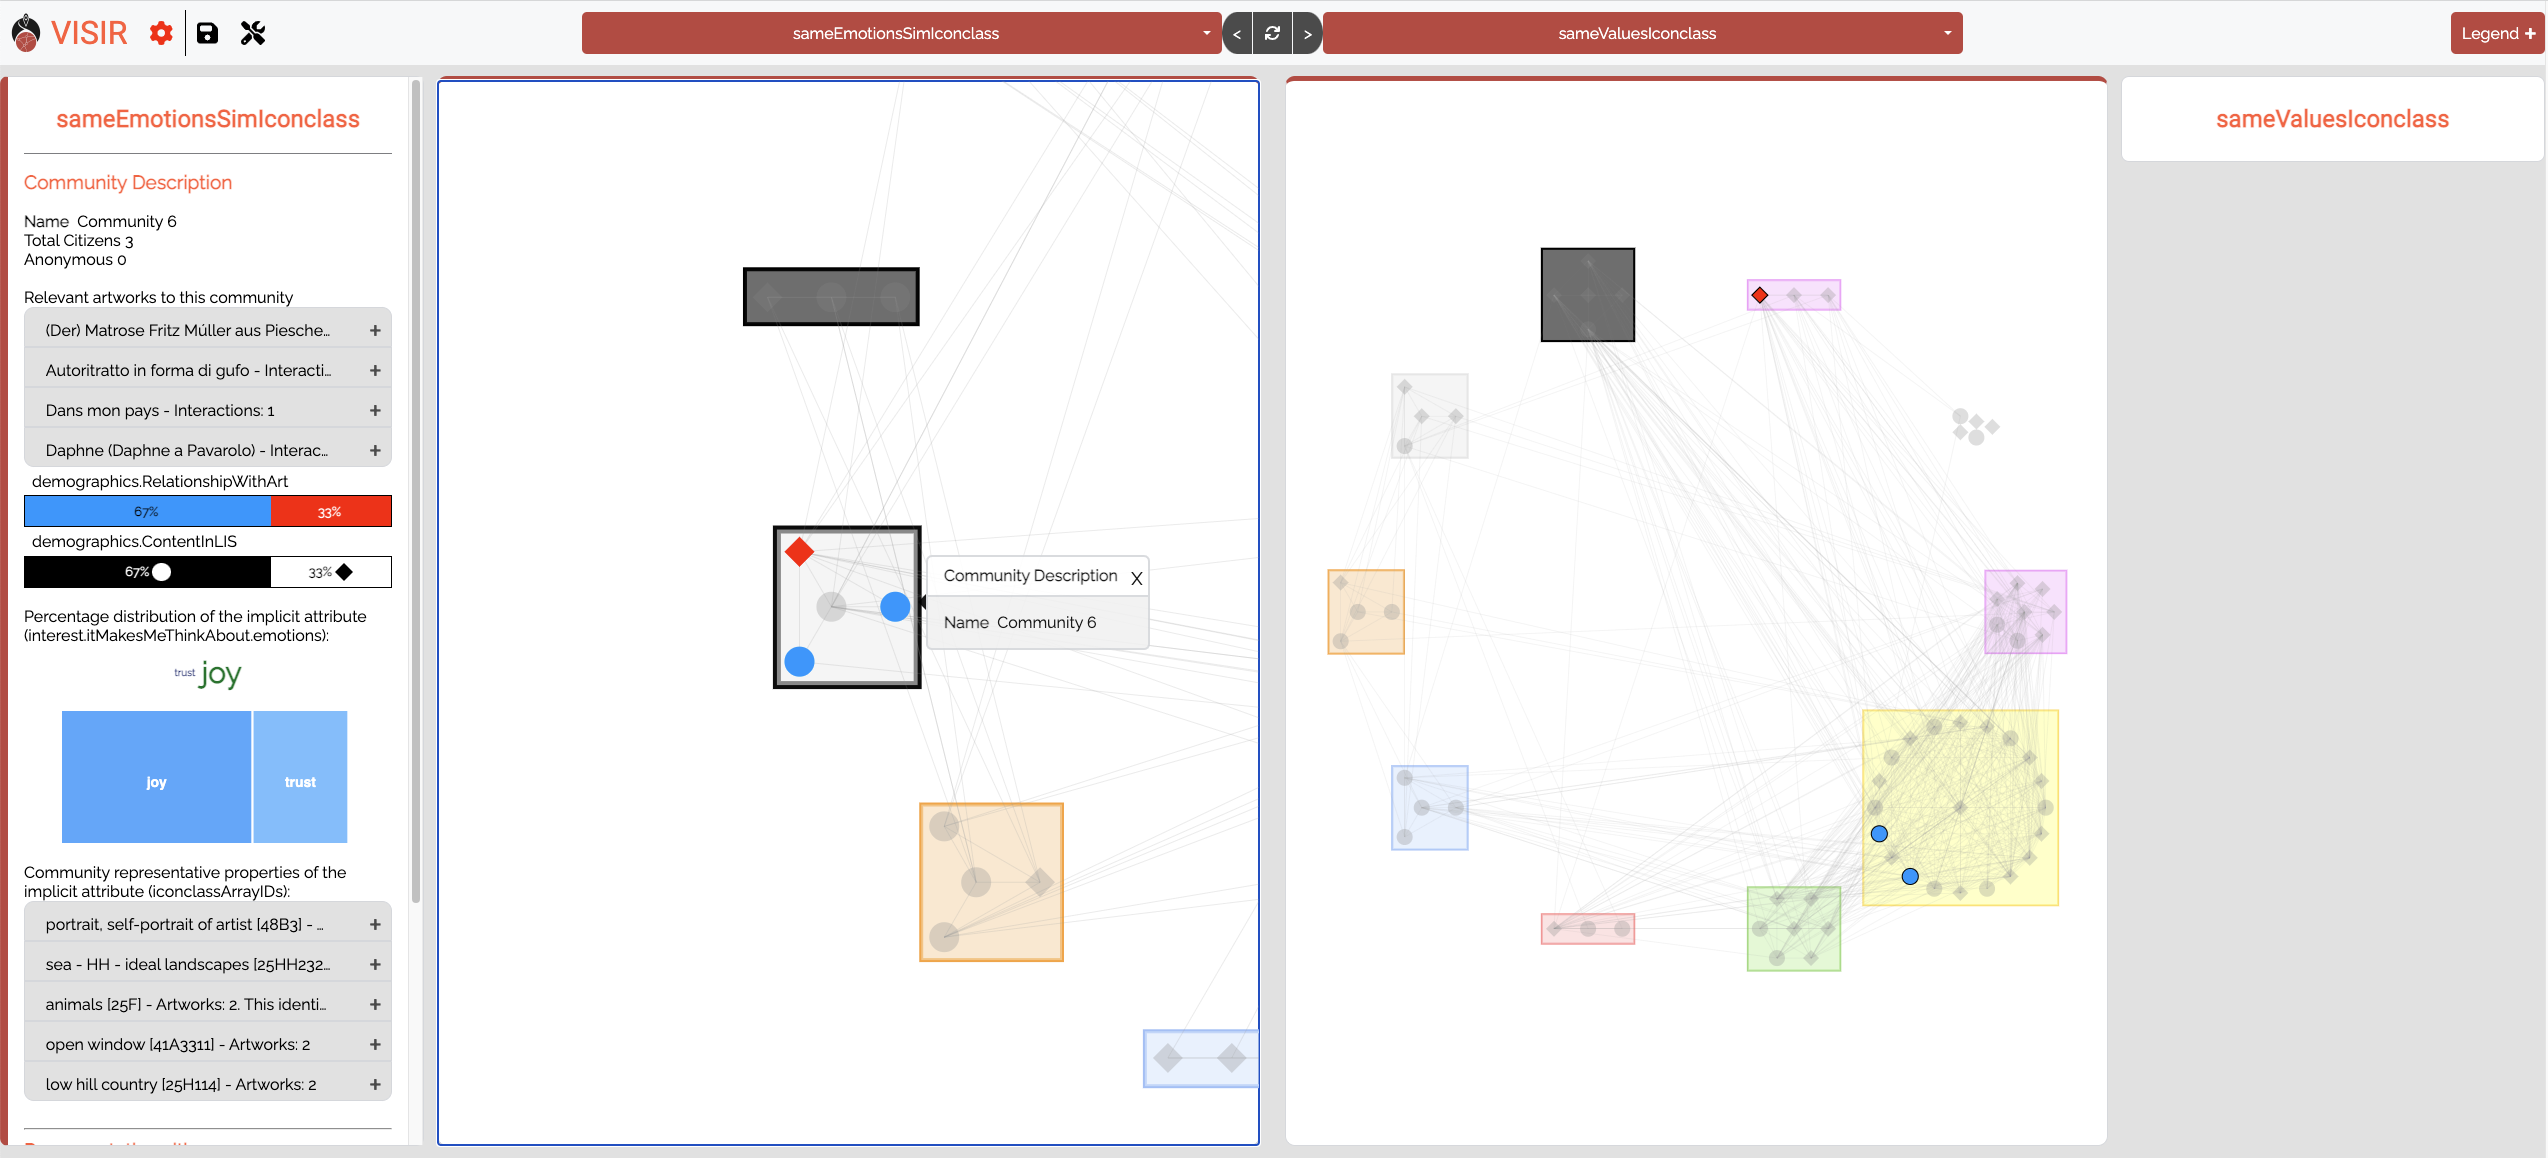 VISIR
sameEmotionsSimIconclass
<
>
sameValuesIconclass
Legend +
sameEmotionsSimIconclass
Community Description
Name Community 6
Total Citizens 3
Anonymous 0
Relevant artworks to this community
(Der) Matrose Fritz Múller aus Piesche... +
Autoritratto in forma di gufo - Interacti... +
Dans mon pays - Interactions: 1 +
Daphne (Daphne a Pavarolo) - Interac... +
demographics.RelationshipWithArt
67% 33%
demographics.ContentInLIS
67% 33%
Percentage distribution of the implicit attribute
(interest.itMakesMeThinkAbout.emotions):
trust joy
joy trust
Community representative properties of the
implicit attribute (iconclassArrayIDs):
portrait, self-portrait of artist [48B3] - ... +
sea - HH - ideal landscapes [25HH232... +
animals [25F] - Artworks: 2. This identi... +
open window [41A3311] - Artworks: 2 +
low hill country [25H114] - Artworks: 2 +
Community Description X
Name Community 6
sameValuesIconclass